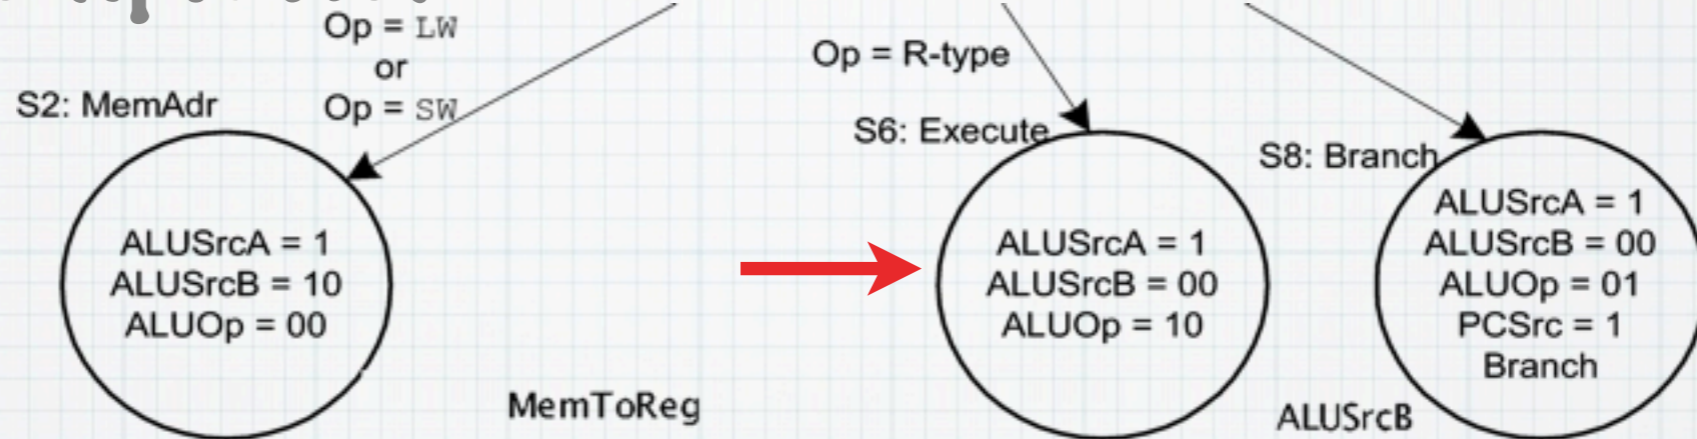 Op = LW
or
Op = SW
S2: MemAdr
ALUSrcA = 1
ALUSrcB = 10
ALUOp = 00
MemToReg
Op = R-type
S6: Execute
ALUSrcA = 1
ALUSrcB = 00
ALUOp = 10
S8: Branch
ALUSrcA = 1
ALUSrcB = 00
ALUOp = 01
PCSrc = 1
Branch
ALUSrcB